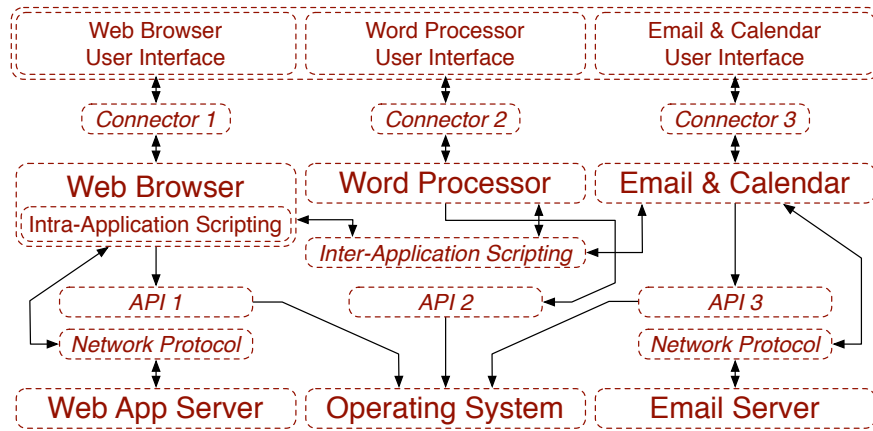 Web Browser
User Interface
Word Processor
User Interface
Email & Calendar
User Interface
Connector 1
Connector 2
Connector 3
Web Browser
Word Processor
Email & Calendar
Intra-Application Scripting
Inter-Application Scripting
API 1
API 2
API 3
Network Protocol
Network Protocol
Web App Server
Operating System
Email Server